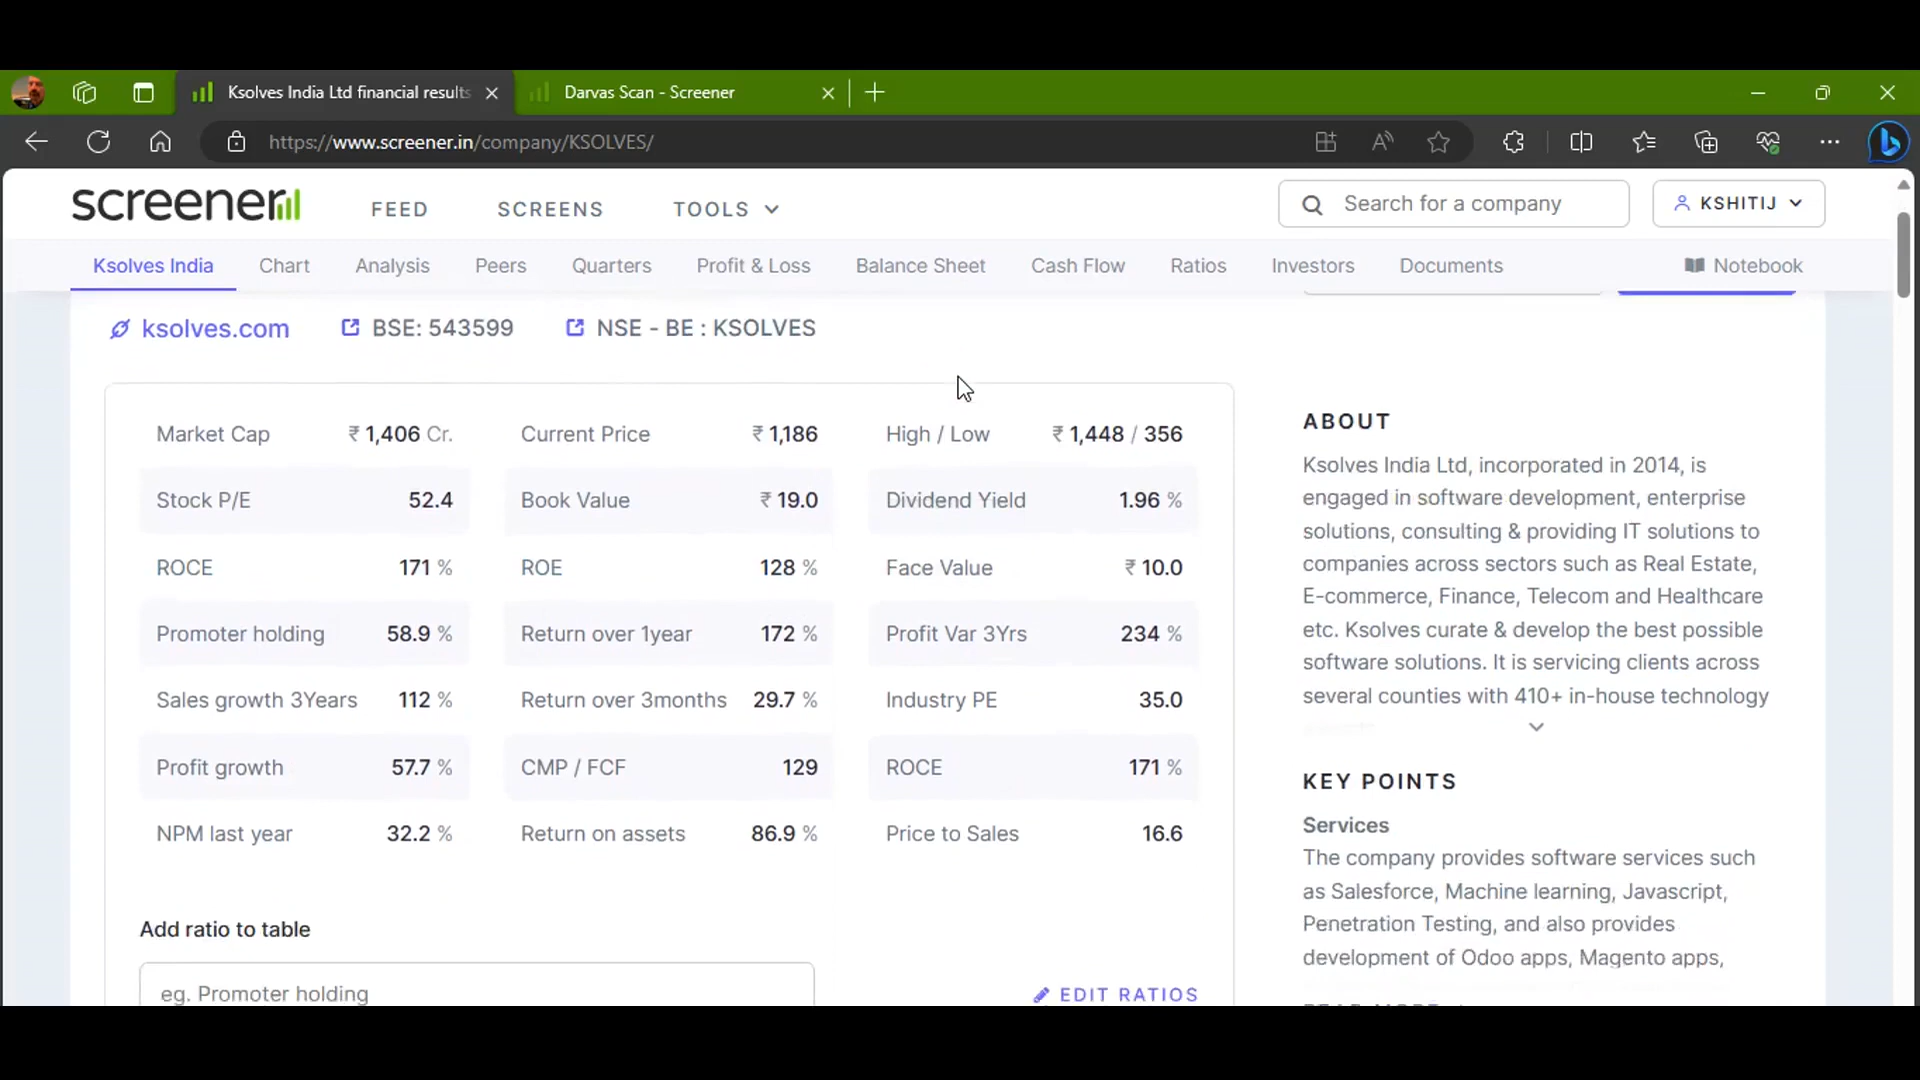 Ksolves India Ltd financial results
Darvas Scan - Screener
https://www.screener.in/company/KSOLVES/
screener
FEED
SCREENS
TOOLS
Search for a company
KSHITIJ
Ksolves India
Chart
Analysis
Peers
Quarters
Profit & Loss
Balance Sheet
Cash Flow
Ratios
Investors
Documents
Notebook
ksolves.com
BSE: 543599
NSE - BE : KSOLVES
Market Cap ₹ 1,406 Cr.
Current Price ₹ 1,186
High / Low ₹ 1,448 / 356
Stock P/E 52.4
Book Value ₹ 19.0
Dividend Yield 1.96 %
ROCE 171 %
ROE 128 %
Face Value ₹ 10.0
Promoter holding 58.9 %
Return over 1year 172 %
Profit Var 3Yrs 234 %
Sales growth 3Years 112 %
Return over 3months 29.7 %
Industry PE 35.0
Profit growth 57.7 %
CMP / FCF 129
ROCE 171 %
NPM last year 32.2 %
Return on assets 86.9 %
Price to Sales 16.6
Add ratio to table
eg. Promoter holding
EDIT RATIOS
ABOUT
Ksolves India Ltd, incorporated in 2014, is
engaged in software development, enterprise
solutions, consulting & providing IT solutions to
companies across sectors such as Real Estate,
E-commerce, Finance, Telecom and Healthcare
etc. Ksolves curate & develop the best possible
software solutions. It is servicing clients across
several counties with 410+ in-house technology
KEY POINTS
Services
The company provides software services such
as Salesforce, Machine learning, Javascript,
Penetration Testing, and also provides
development of Odoo apps, Magento apps,